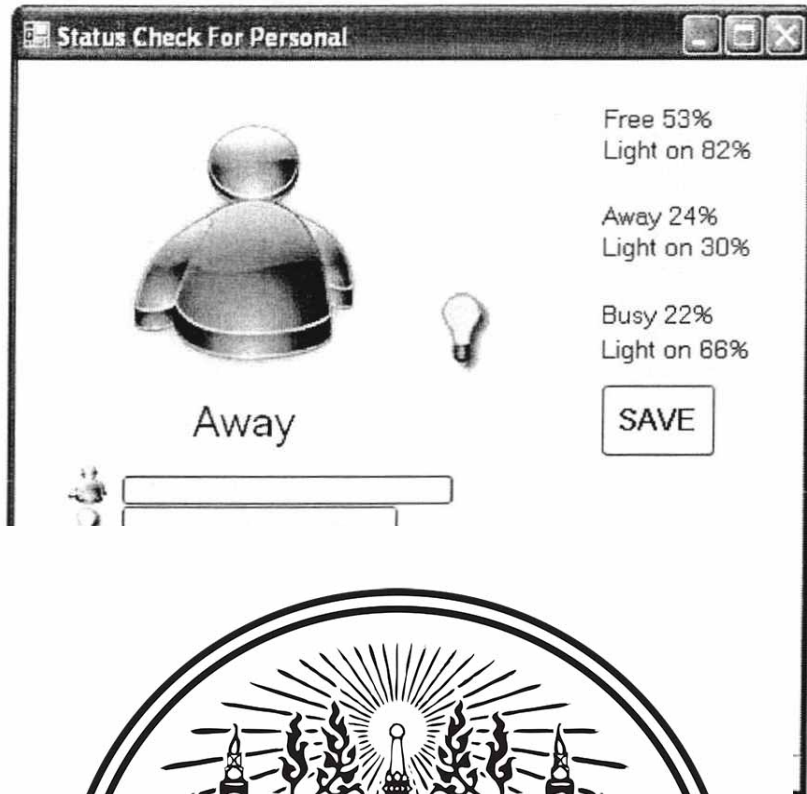 Status Check For Personal
Free 53%
Light on 82%
Away 24%
Light on 30%
Busy 22%
Light on 66%
SAVE
Away